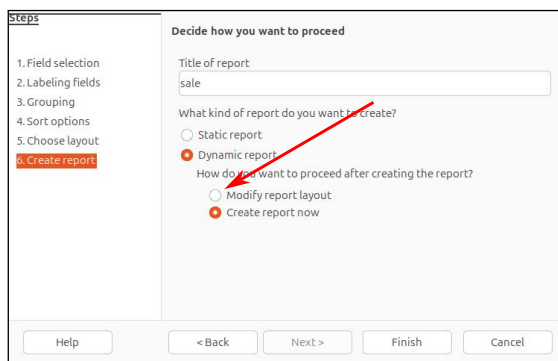 Steps
1. Field selection
2. Labeling fields
3. Grouping
4. Sort options
5. Choose layout
6. Create report
Decide how you want to proceed
Title of report
sale
What kind of report do you want to create?
Static report
Dynamic report
How do you want to proceed after creating the report?
Modify report layout
Create report now
Help
< Back
Next >
Finish
Cancel